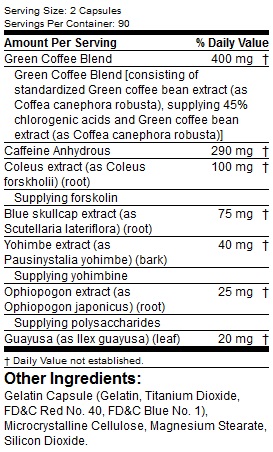 Serving Size: 2 Capsules
Servings Per Container: 90
Amount Per Serving % Daily Value
Green Coffee Blend 400 mg †
Green Coffee Blend [consisting of
standardized Green coffee bean extract (as
Coffea canephora robusta), supplying 45%
chlorogenic acids and Green coffee bean
extract (as Coffea canephora robusta)]
Caffeine Anhydrous 290 mg †
Coleus extract (as Coleus 100 mg †
forskholii) (root)
Supplying forskolin
Blue skullcap extract (as 75 mg †
Scutellaria lateriflora) (root)
Yohimbe extract (as 40 mg †
Pausinystalia yohimbe) (bark)
Supplying yohimbine
Ophiopogon extract (as 25 mg †
Ophiopogon japonicus) (root)
Supplying polysaccharides
Guayusa (as Ilex guayusa) (leaf) 20 mg †
† Daily Value not established.
Other Ingredients:
Gelatin Capsule (Gelatin, Titanium Dioxide,
FD&C Red No. 40, FD&C Blue No. 1),
Microcrystalline Cellulose, Magnesium Stearate,
Silicon Dioxide.